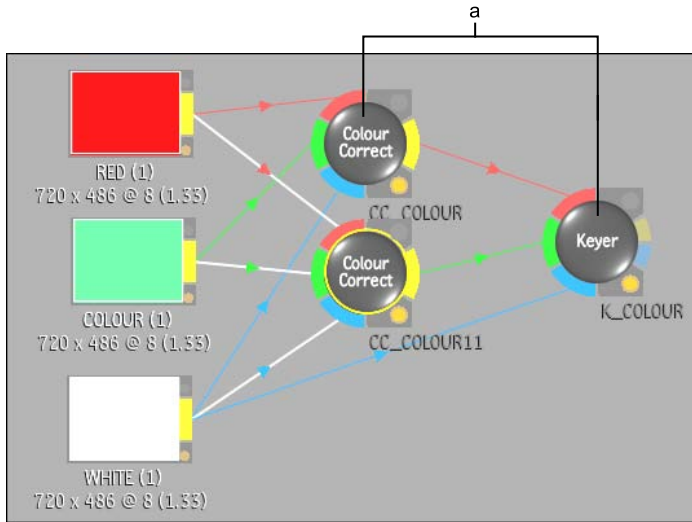 a
RED (1)
720 x 486 @ 8 (1.33)
Colour
Correct
CC_COLOUR
COLOUR (1)
720 x 486 @ 8 (1.33)
Colour
Correct
CC_COLOUR11
Keyer
K_COLOUR
WHITE (1)
720 x 486 @ 8 (1.33)